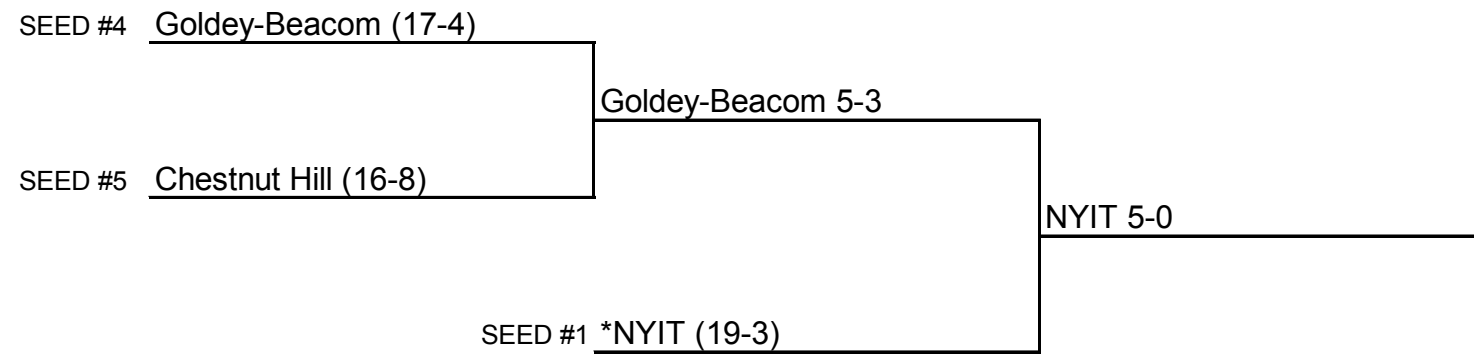 SEED #4 Goldey-Beacom (17-4)
Goldey-Beacom 5-3
SEED #5 Chestnut Hill (16-8)
NYIT 5-0
SEED #1 *NYIT (19-3)